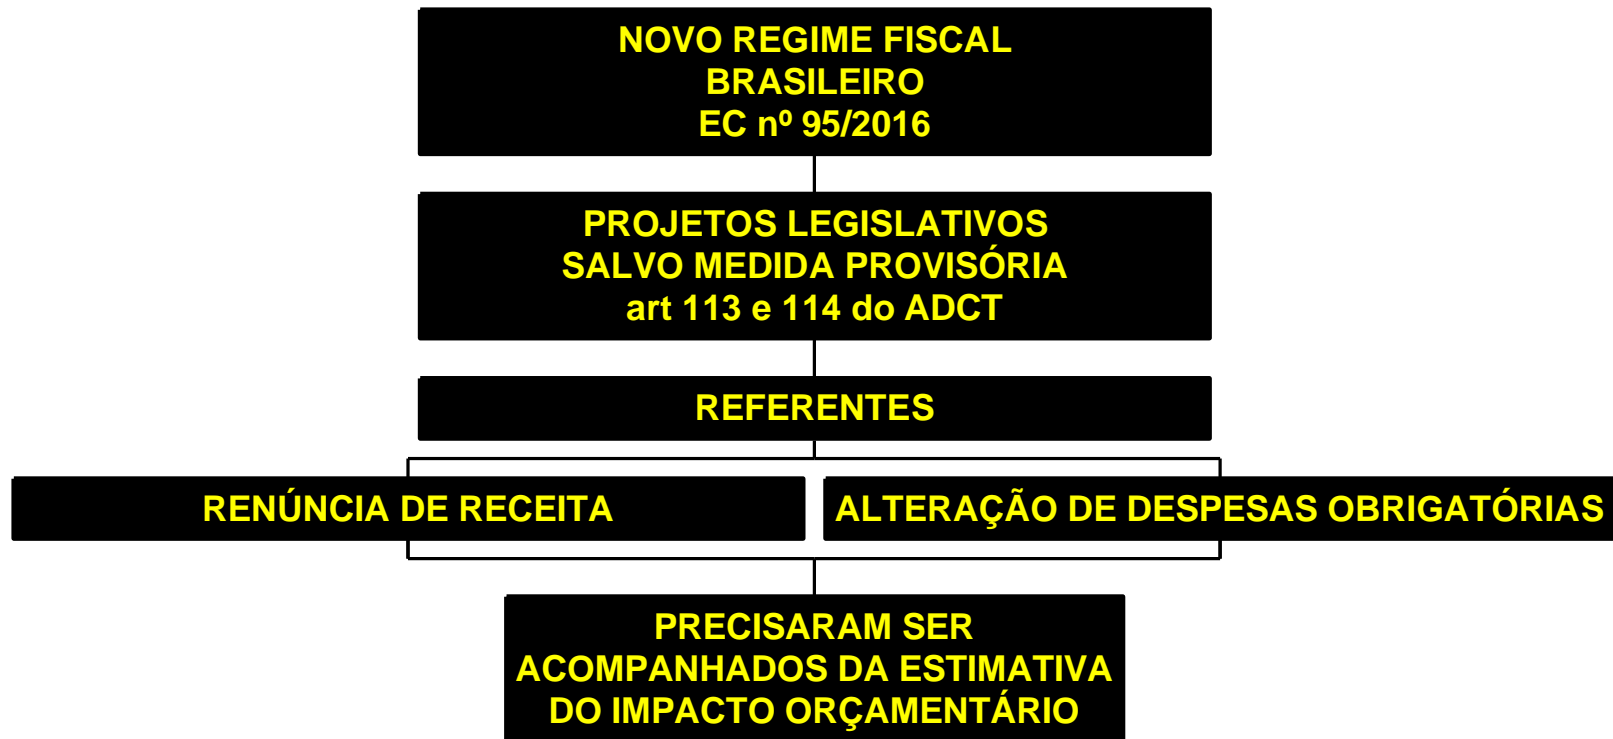 NOVO REGIME FISCAL
BRASILEIRO
EC nº 95/2016
PROJETOS LEGISLATIVOS
SALVO MEDIDA PROVISÓRIA
art 113 e 114 do ADCT
REFERENTES
RENÚNCIA DE RECEITA
ALTERAÇÃO DE DESPESAS OBRIGATÓRIAS
PRECISARAM SER
ACOMPANHADOS DA ESTIMATIVA
DO IMPACTO ORÇAMENTÁRIO